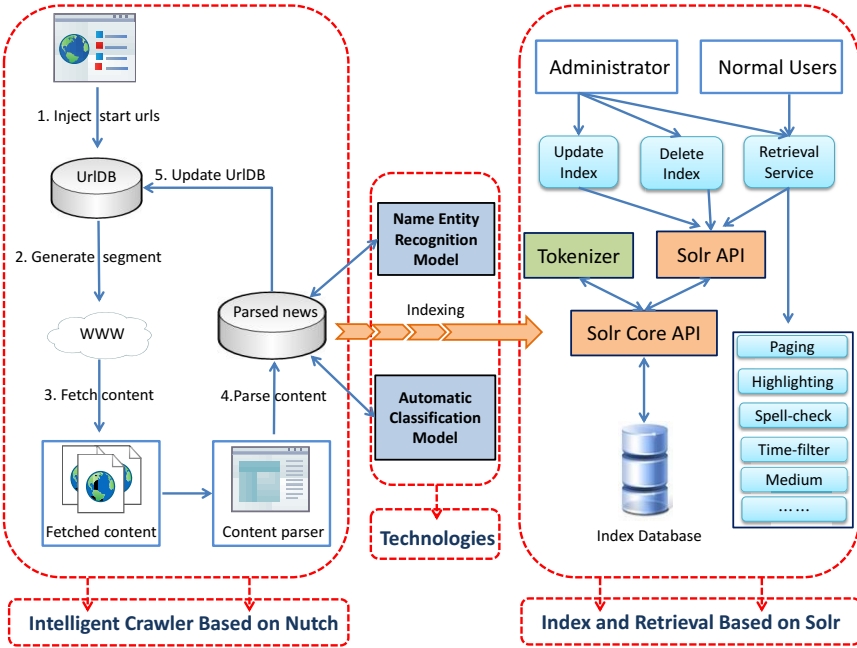 1. Inject start urls
UrlDB
5. Update UrlDB
2. Generate segment
WWW
3. Fetch content
Fetched content
Content parser
4.Parse content
Parsed news
Intelligent Crawler Based on Nutch
Name Entity
Recognition
Model
Indexing
Automatic
Classification
Model
Technologies
Administrator
Normal Users
Update
Index
Delete
Index
Retrieval
Service
Tokenizer
Solr API
Solr Core API
Index Database
Paging
Highlighting
Spell-check
Time-filter
Medium
... ...
Index and Retrieval Based on Solr